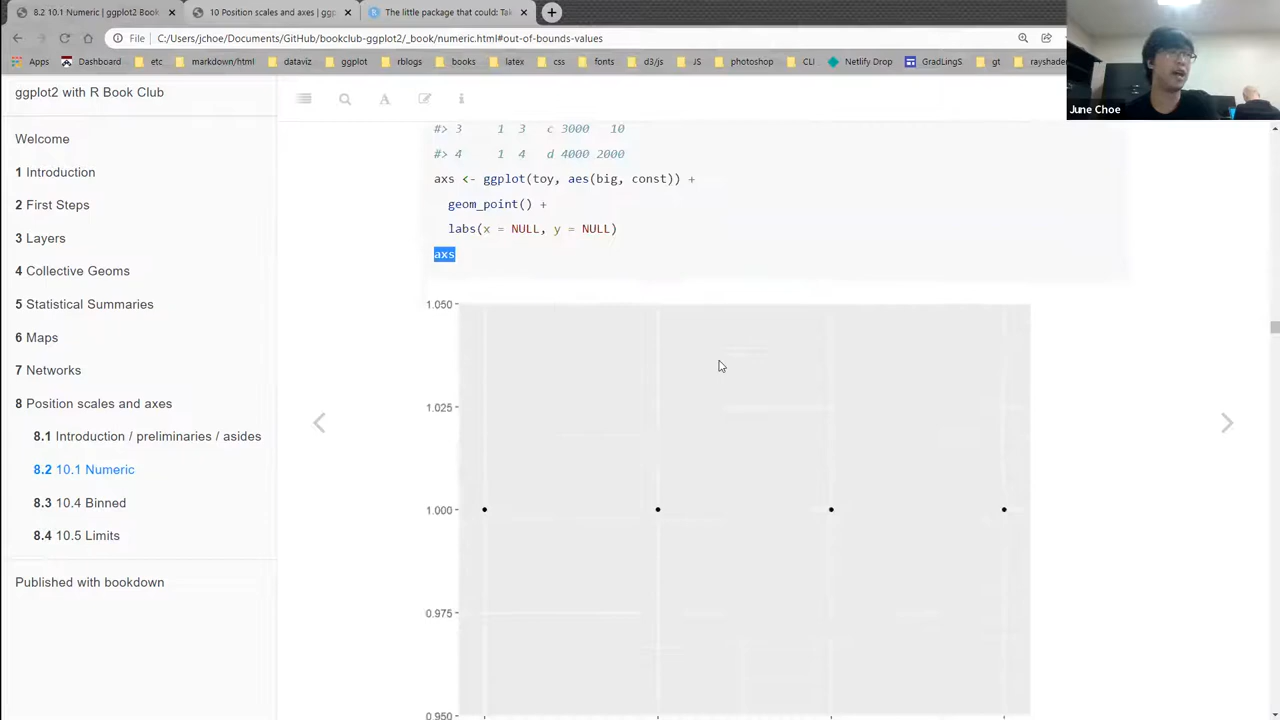 8.2 10.1 Numeric | ggplot2 Book
10 Position scales and axes | ggp
The little package that could: Tak
File
C:/Users/jchoe/Documents/GitHub/bookclub-ggplot2/_book/numeric.html#out-of-bounds-values
Apps Dashboard etc markdown/html dataviz ggplot rblogs books latex css fonts d3/js JS photoshop CLI Netlify Drop GradLingS gt rayshade
June Choe
ggplot2 with R Book Club
Welcome
1 Introduction
2 First Steps
3 Layers
4 Collective Geoms
5 Statistical Summaries
6 Maps
7 Networks
8 Position scales and axes
8.1 Introduction / preliminaries / asides
8.2 10.1 Numeric
8.3 10.4 Binned
8.4 10.5 Limits
Published with bookdown
A
#> 3 1 3 c 3000 10
#> 4 1 4 d 4000 2000
axs <- ggplot(toy, aes(big, const)) +
geom_point() +
labs(x = NULL, y = NULL)
axs
1.050
1.025
1.000
0.975
0.950